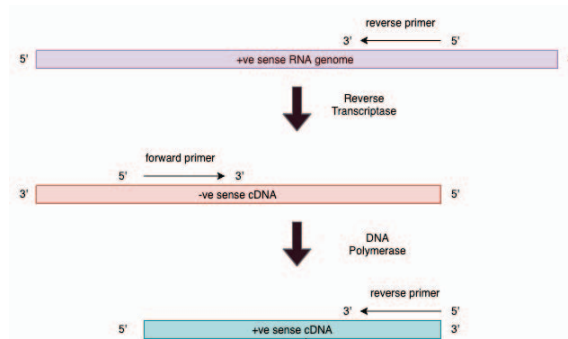 reverse primer
3' 5'
5' +ve sense RNA genome
Reverse
Transcriptase
forward primer
5' 3'
3' -ve sense cDNA 5'
DNA
Polymerase
reverse primer
3' 5'
5' +ve sense cDNA 3'